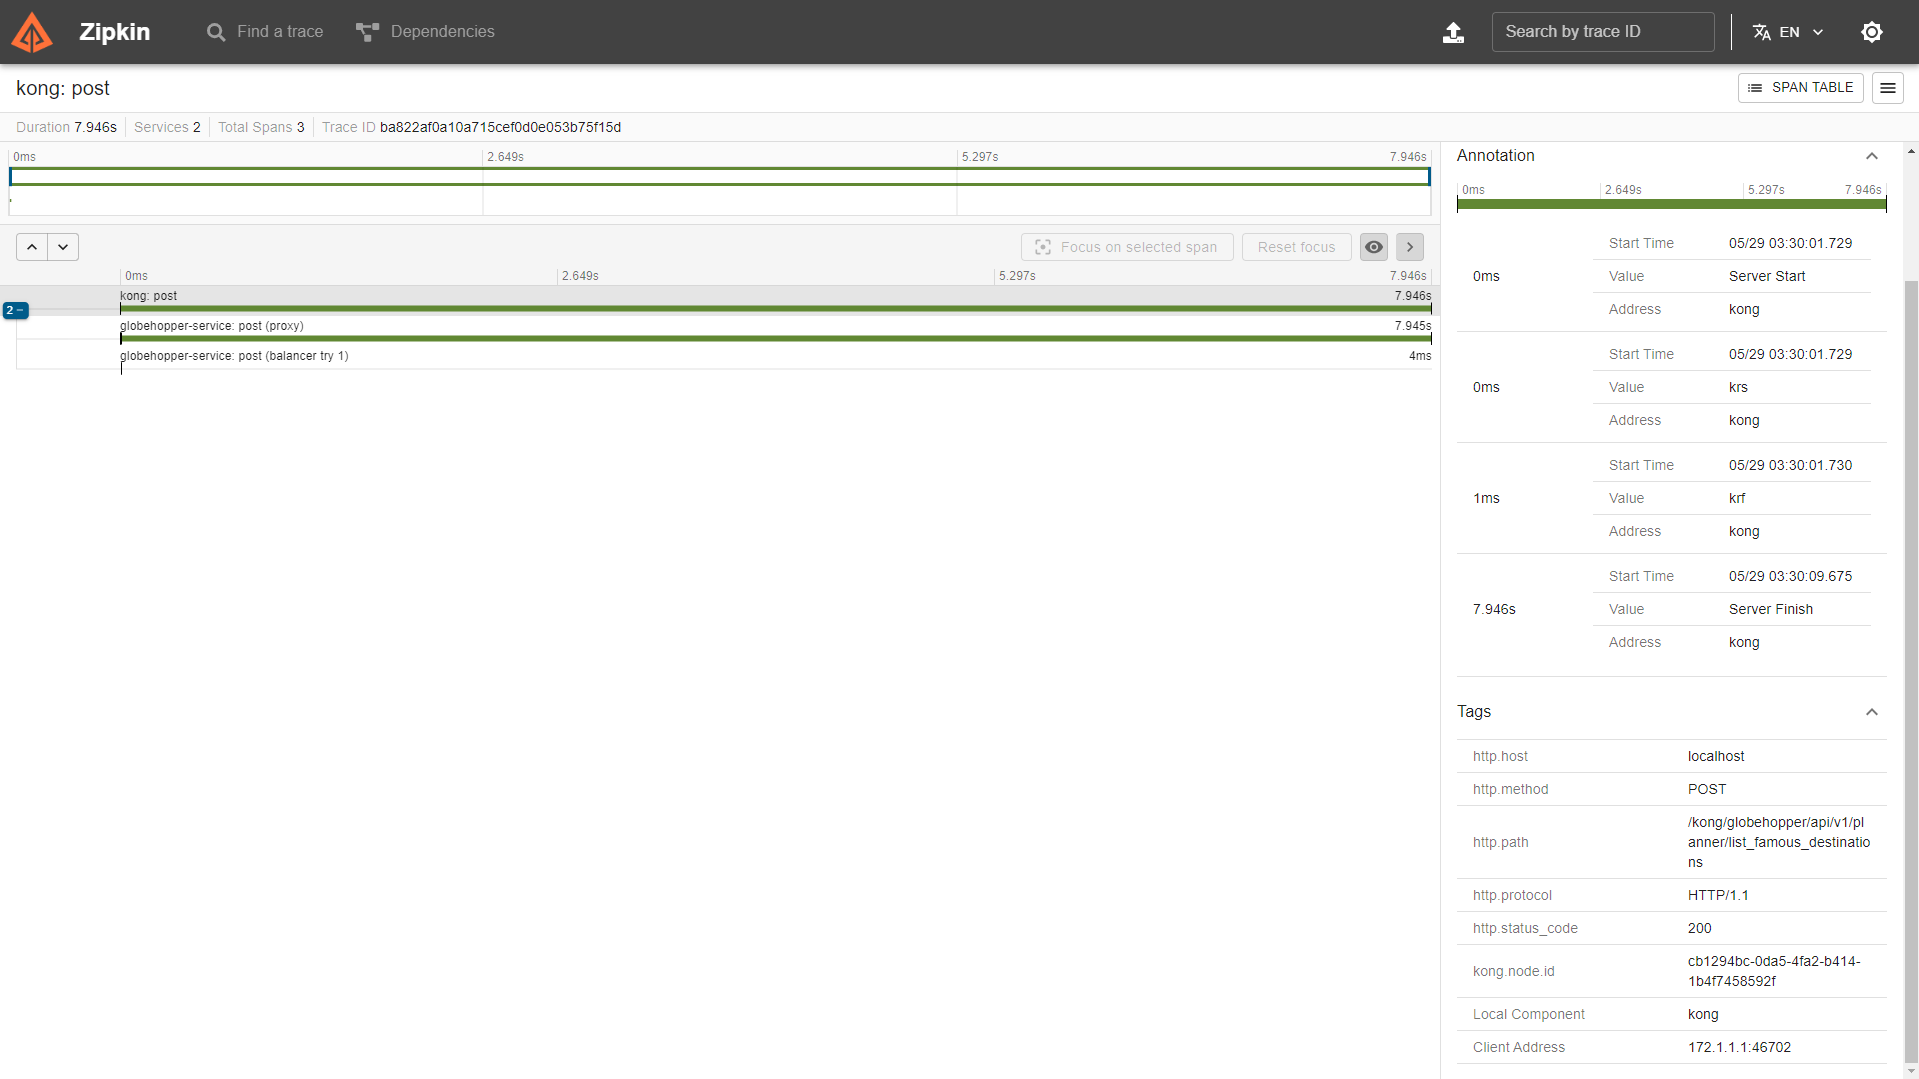 Zipkin
Find a trace
Dependencies
Search by trace ID
EN
kong: post
SPAN TABLE
Duration 7.946s
Services 2
Total Spans 3
Trace ID ba822af0a10a715cef0d0e053b75f15d
0ms 2.649s 5.297s 7.946s
Focus on selected span
Reset focus
0ms 2.649s 5.297s 7.946s
kong: post 7.946s
2 −
globehopper-service: post (proxy) 7.945s
globehopper-service: post (balancer try 1) 4ms
Annotation
0ms 2.649s 5.297s 7.946s
Start Time 05/29 03:30:01.729
0ms Value Server Start
Address kong
Start Time 05/29 03:30:01.729
0ms Value krs
Address kong
Start Time 05/29 03:30:01.730
1ms Value krf
Address kong
Start Time 05/29 03:30:09.675
7.946s Value Server Finish
Address kong
Tags
http.host localhost
http.method POST
http.path /kong/globehopper/api/v1/pl
anner/list_famous_destinatio
ns
http.protocol HTTP/1.1
http.status_code 200
kong.node.id cb1294bc-0da5-4fa2-b414-
1b4f7458592f
Local Component kong
Client Address 172.1.1.1:46702